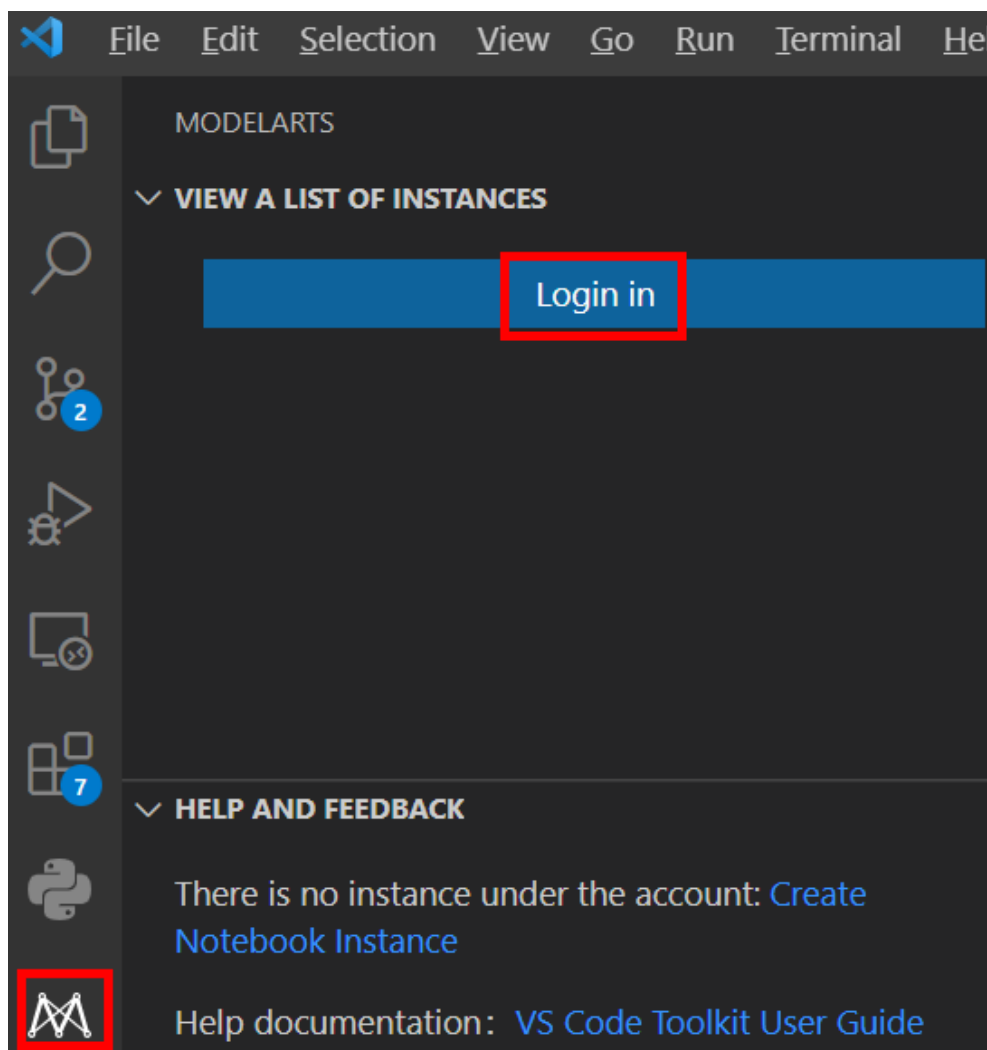 File Edit Selection View Go Run Terminal He
MODELARTS
VIEW A LIST OF INSTANCES
Login in
2
7
HELP AND FEEDBACK
There is no instance under the account: Create
Notebook Instance
Help documentation：VS Code Toolkit User Guide